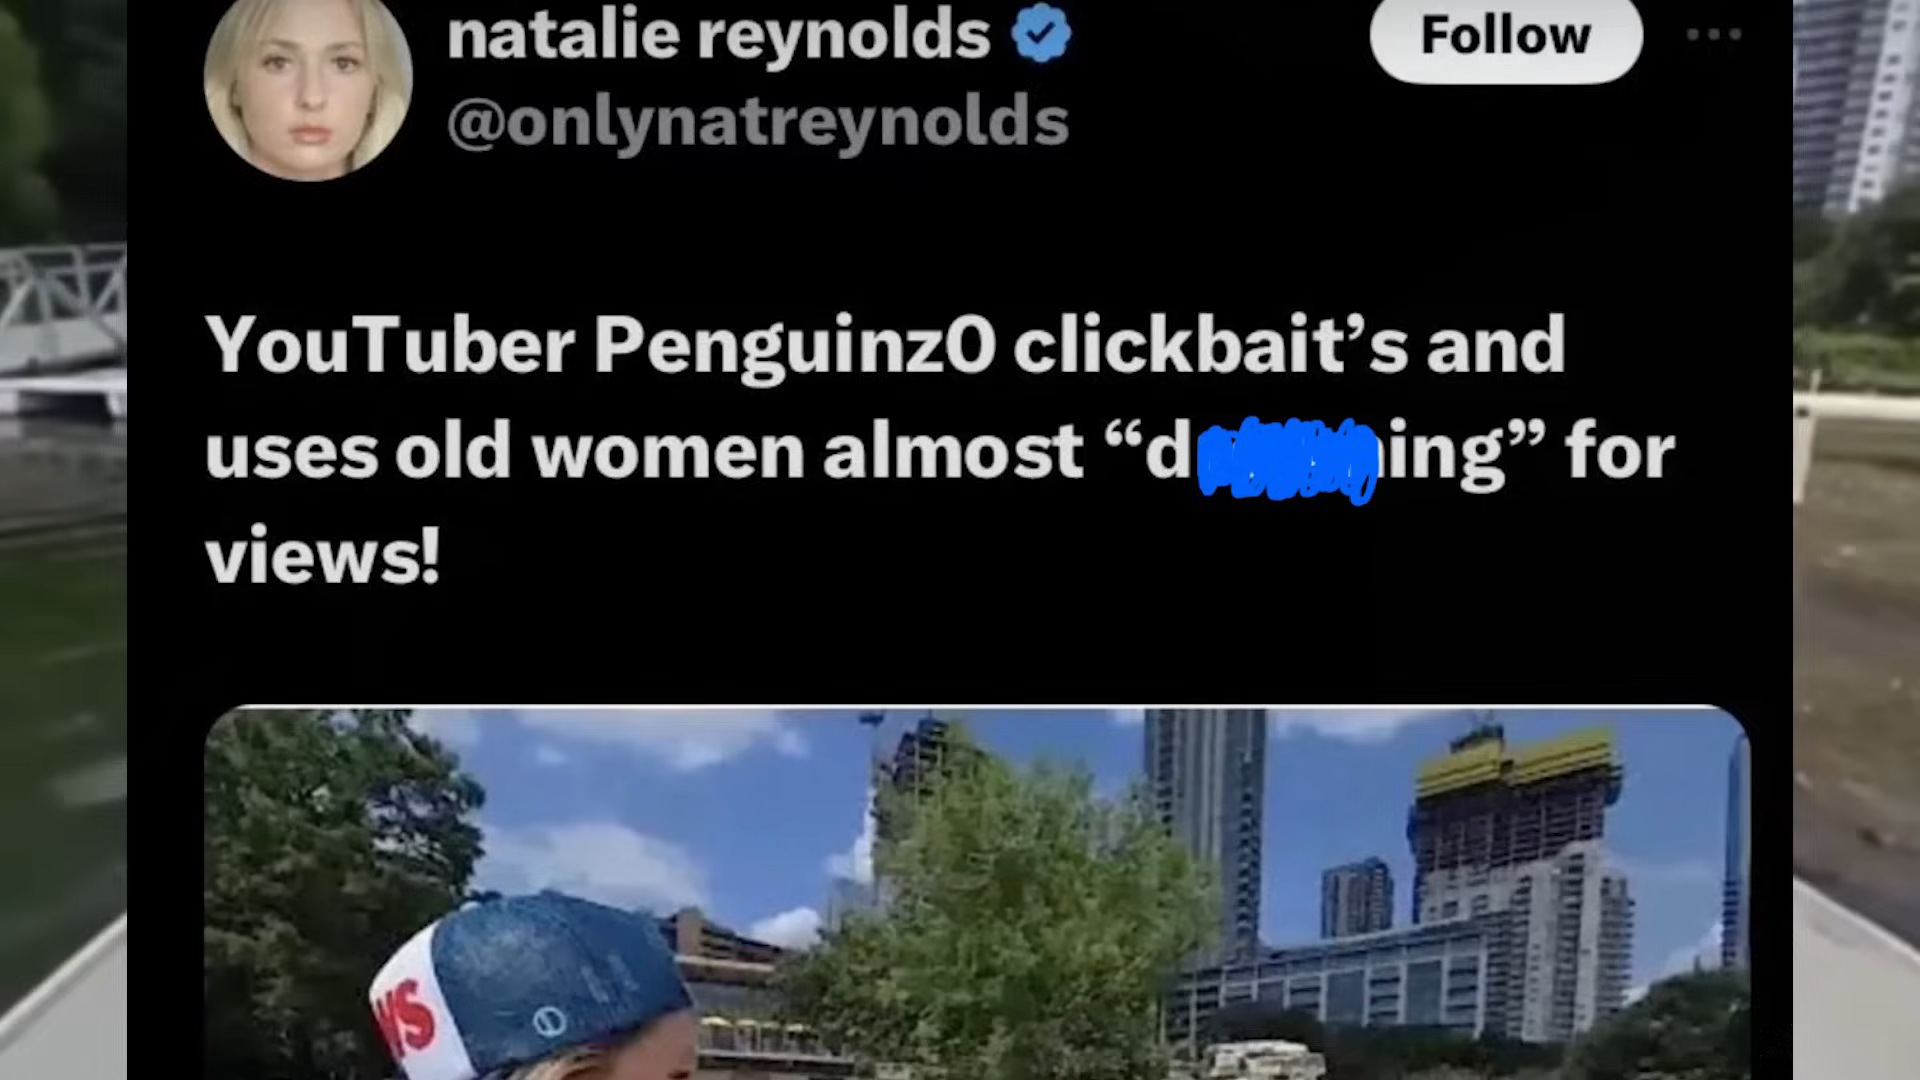 natalie reynolds
Follow
@onlynatreynolds
YouTuber Penguinz0 clickbait's and
uses old women almost “d ing” for
views!